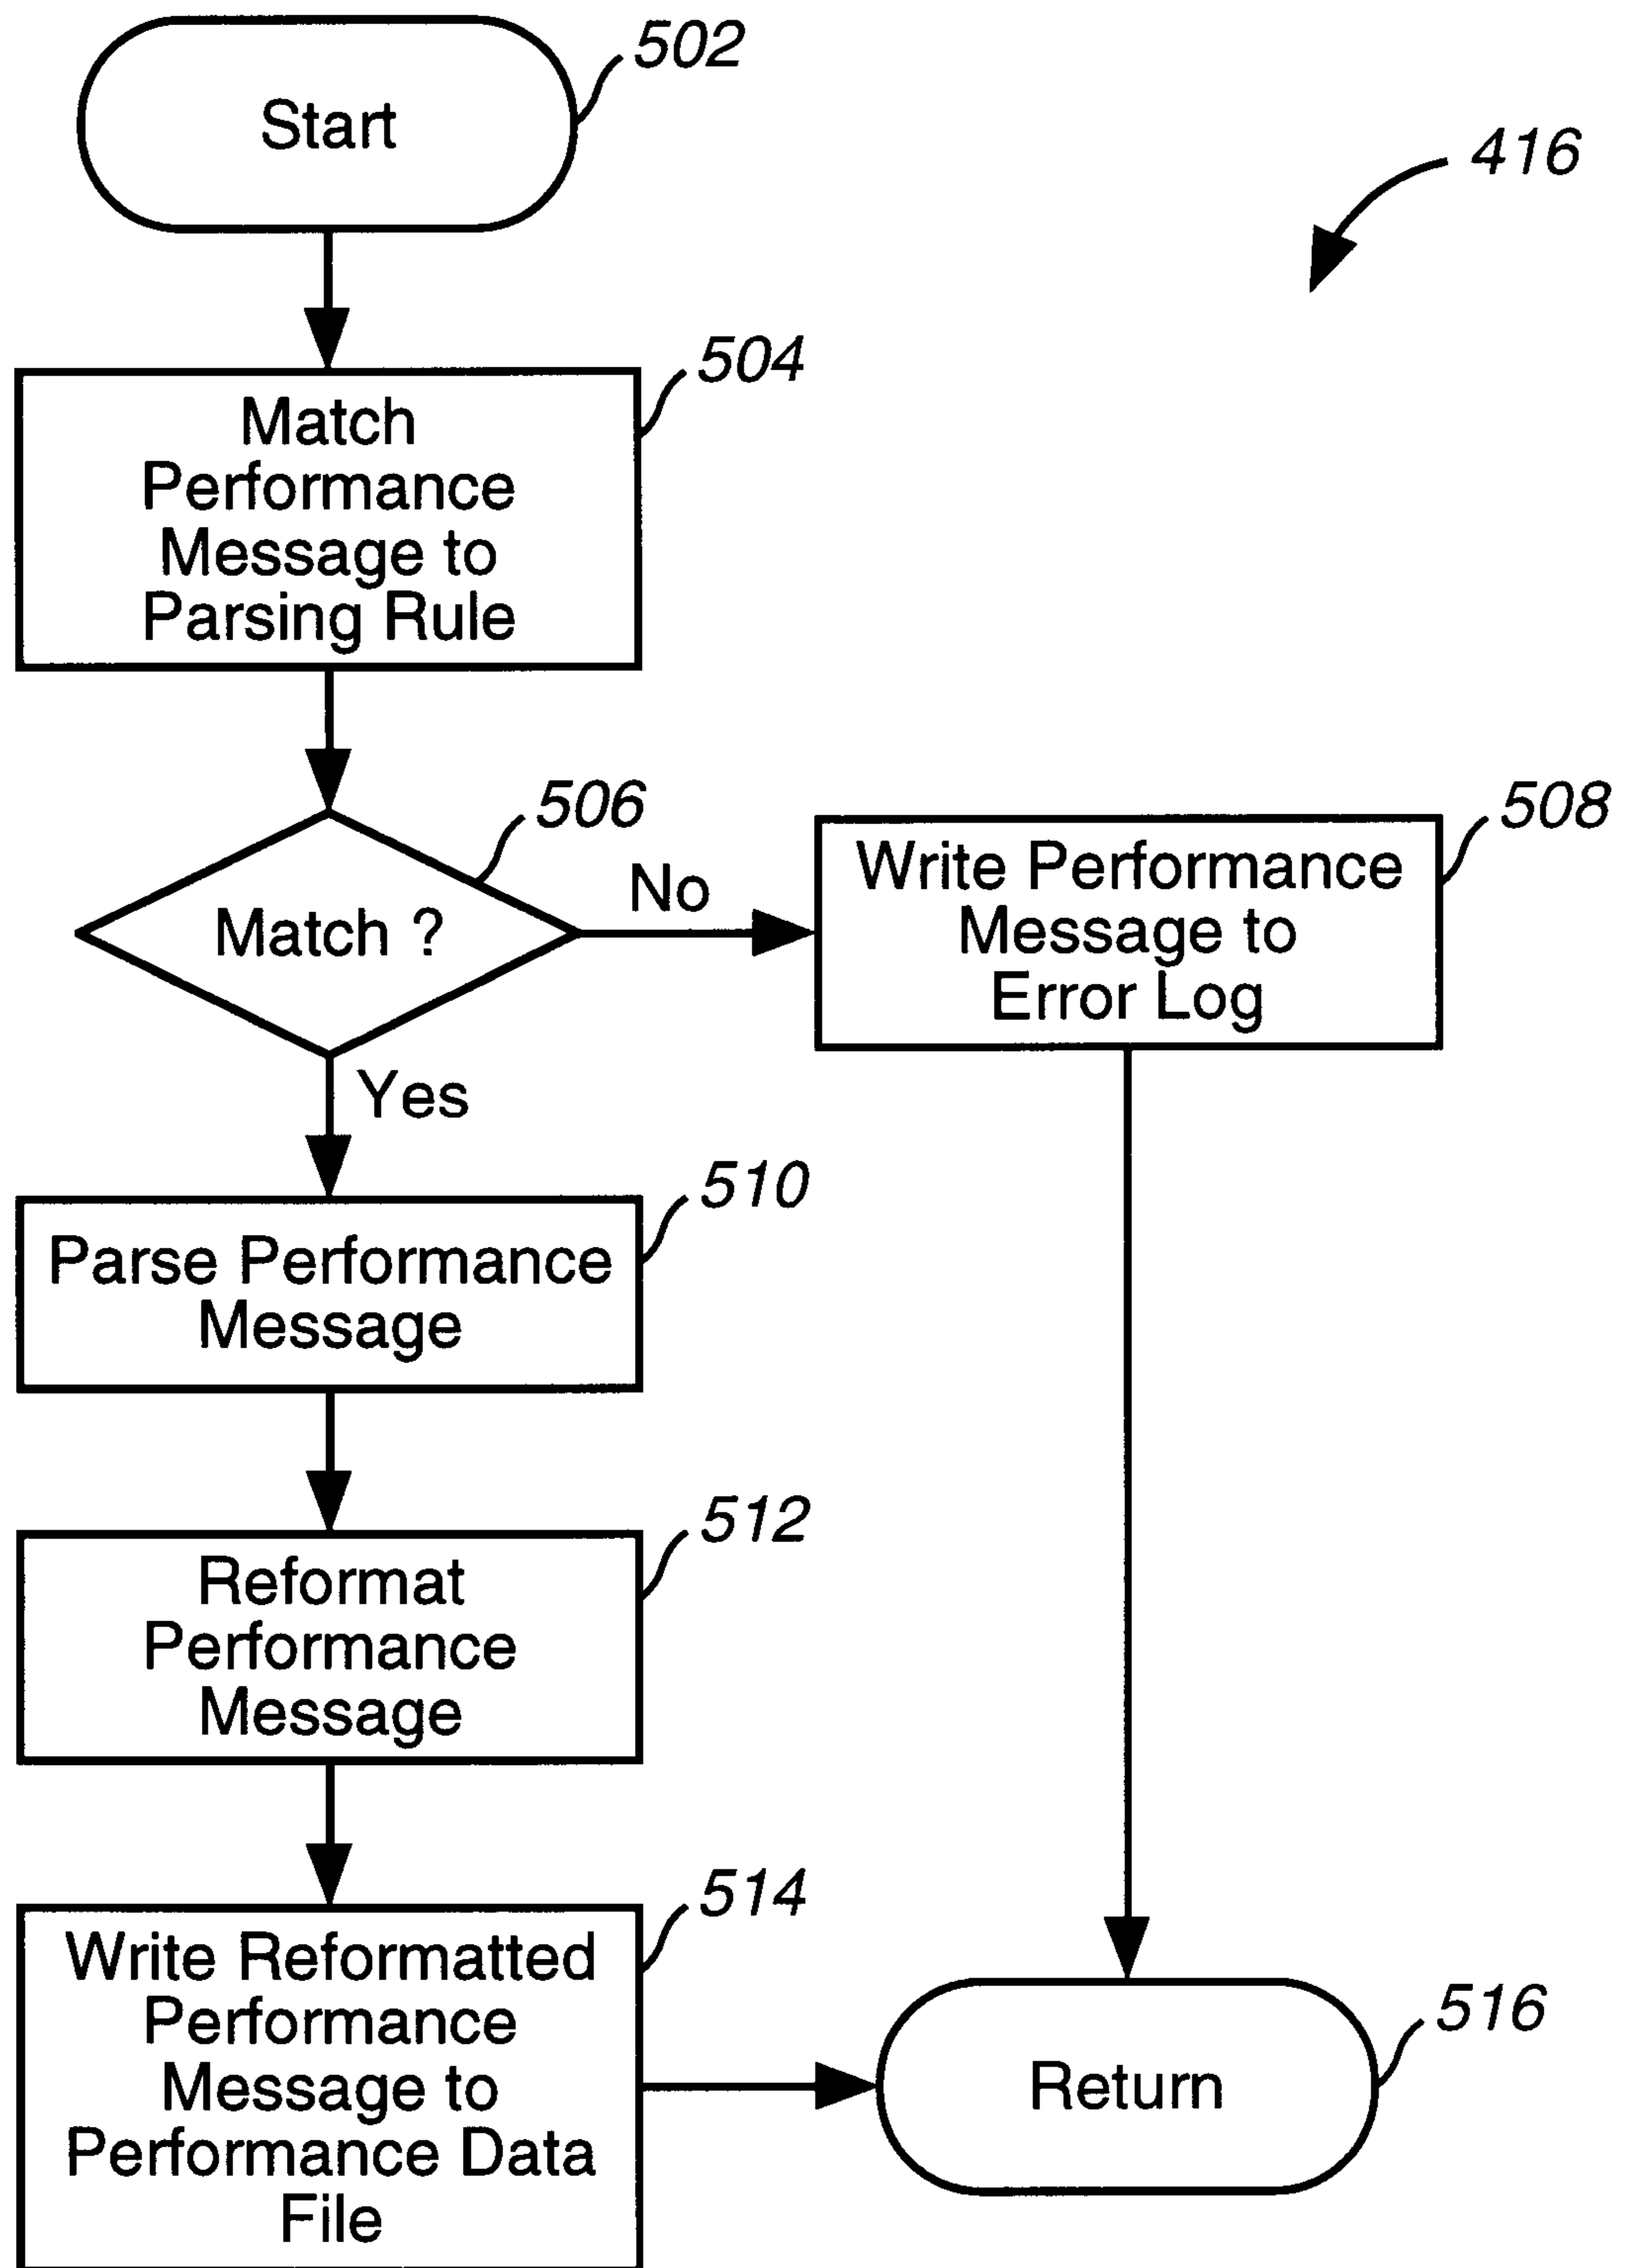 502
Start
416
504
Match
Performance
Message to
Parsing Rule
506
Match ?
No
508
Write Performance
Message to
Error Log
Yes
510
Parse Performance
Message
512
Reformat
Performance
Message
514
Write Reformatted
Performance
Message to
Performance Data
File
516
Return